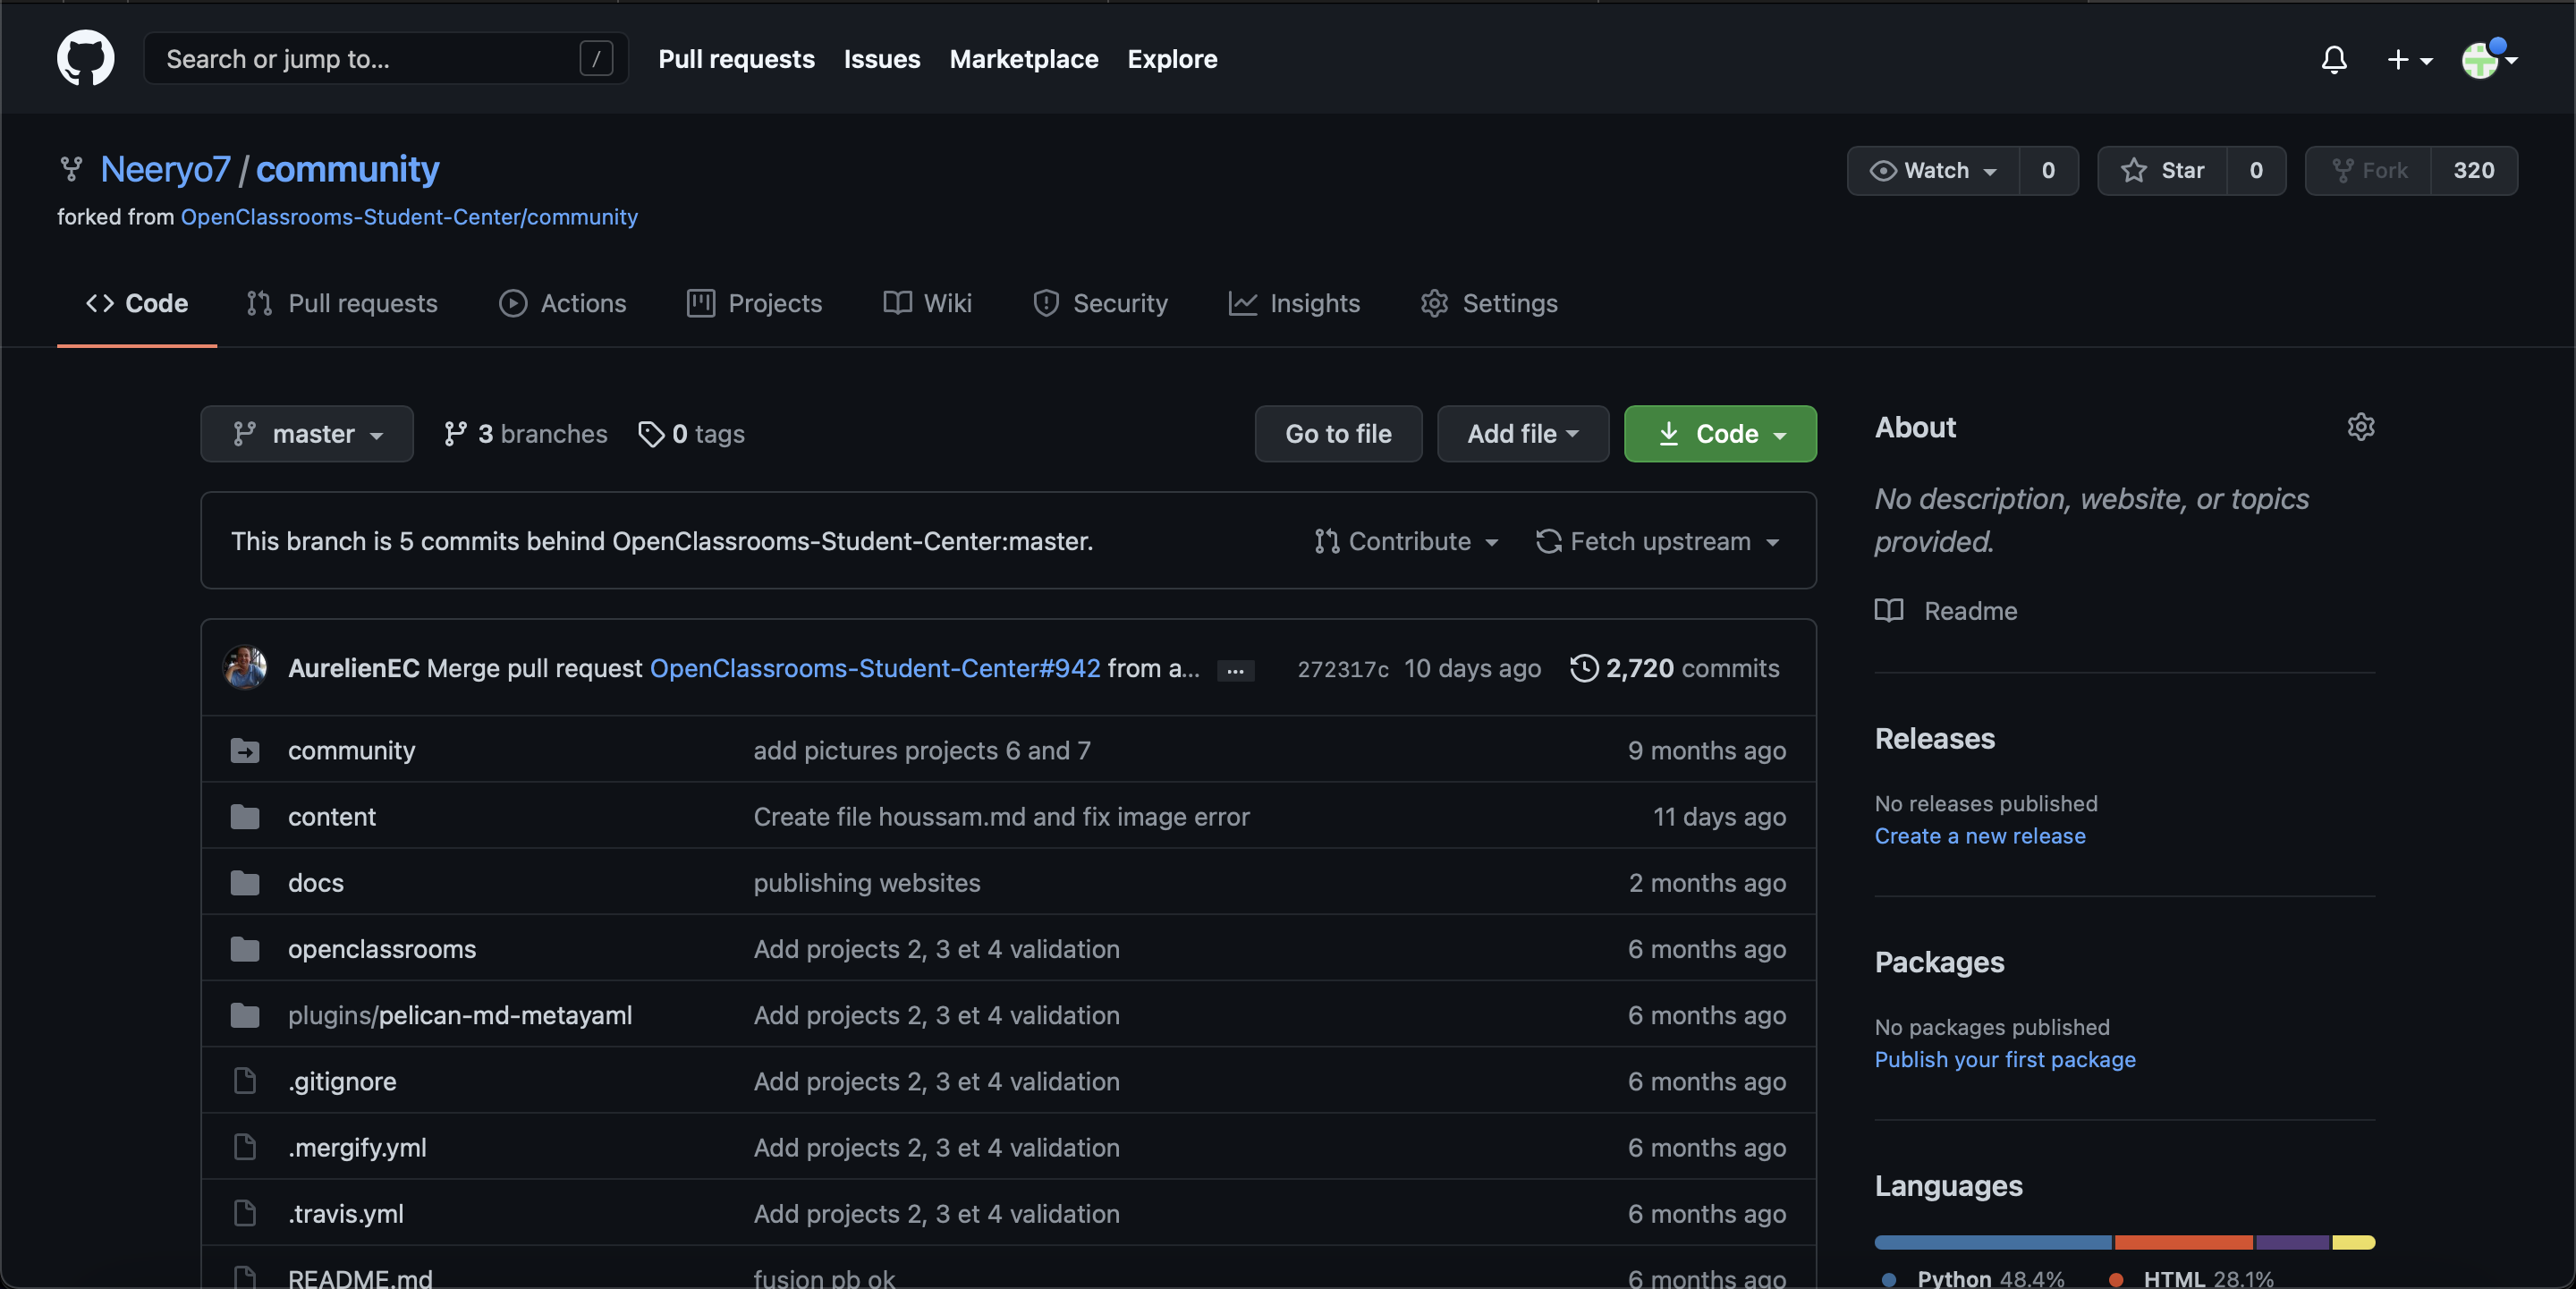 Search or jump to... /
Pull requests Issues Marketplace Explore
Neeryo7 / community
forked from OpenClassrooms-Student-Center/community
Watch 0 Star 0 Fork 320
Code Pull requests Actions Projects Wiki Security Insights Settings
master 3 branches 0 tags Go to file Add file Code
This branch is 5 commits behind OpenClassrooms-Student-Center:master. Contribute Fetch upstream
AurelienEC Merge pull request OpenClassrooms-Student-Center#942 from a... ... 272317c 10 days ago 2,720 commits
community add pictures projects 6 and 7 9 months ago
content Create file houssam.md and fix image error 11 days ago
docs publishing websites 2 months ago
openclassrooms Add projects 2, 3 et 4 validation 6 months ago
plugins/pelican-md-metayaml Add projects 2, 3 et 4 validation 6 months ago
.gitignore Add projects 2, 3 et 4 validation 6 months ago
.mergify.yml Add projects 2, 3 et 4 validation 6 months ago
.travis.yml Add projects 2, 3 et 4 validation 6 months ago
README.md fusion pb ok 6 months ago
About
No description, website, or topics
provided.
Readme
Releases
No releases published
Create a new release
Packages
No packages published
Publish your first package
Languages
Python 48.4% HTML 28.1%